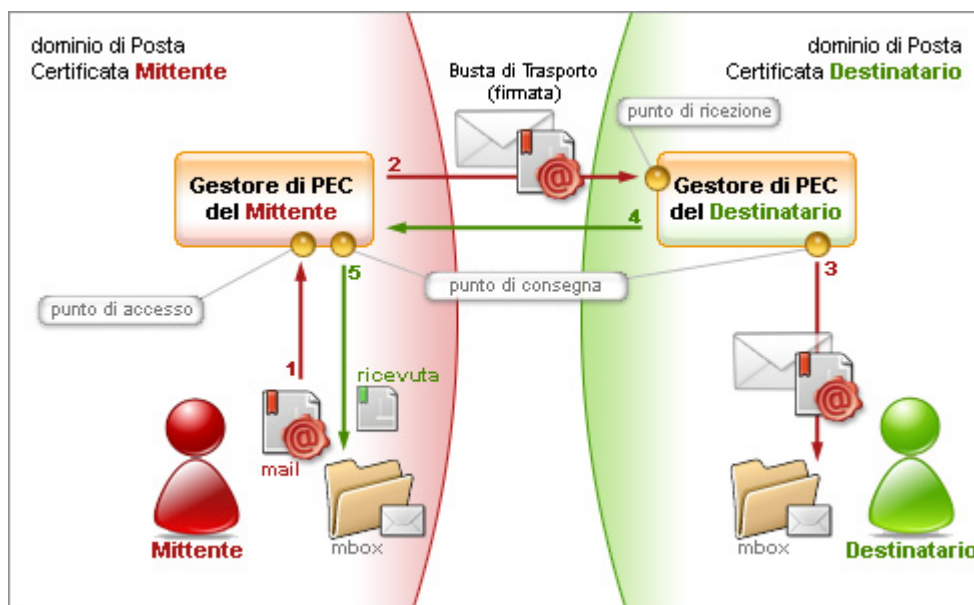 dominio di Posta
Certificata Mittente
dominio di Posta
Certificata Destinatario
Busta di Trasporto
(firmata)
punto di ricezione
2
Gestore di PEC
del Mittente
Gestore di PEC
del Destinatario
4
5
3
punto di consegna
punto di accesso
1
ricevuta
mail
mbox
Mittente
mbox
Destinatario